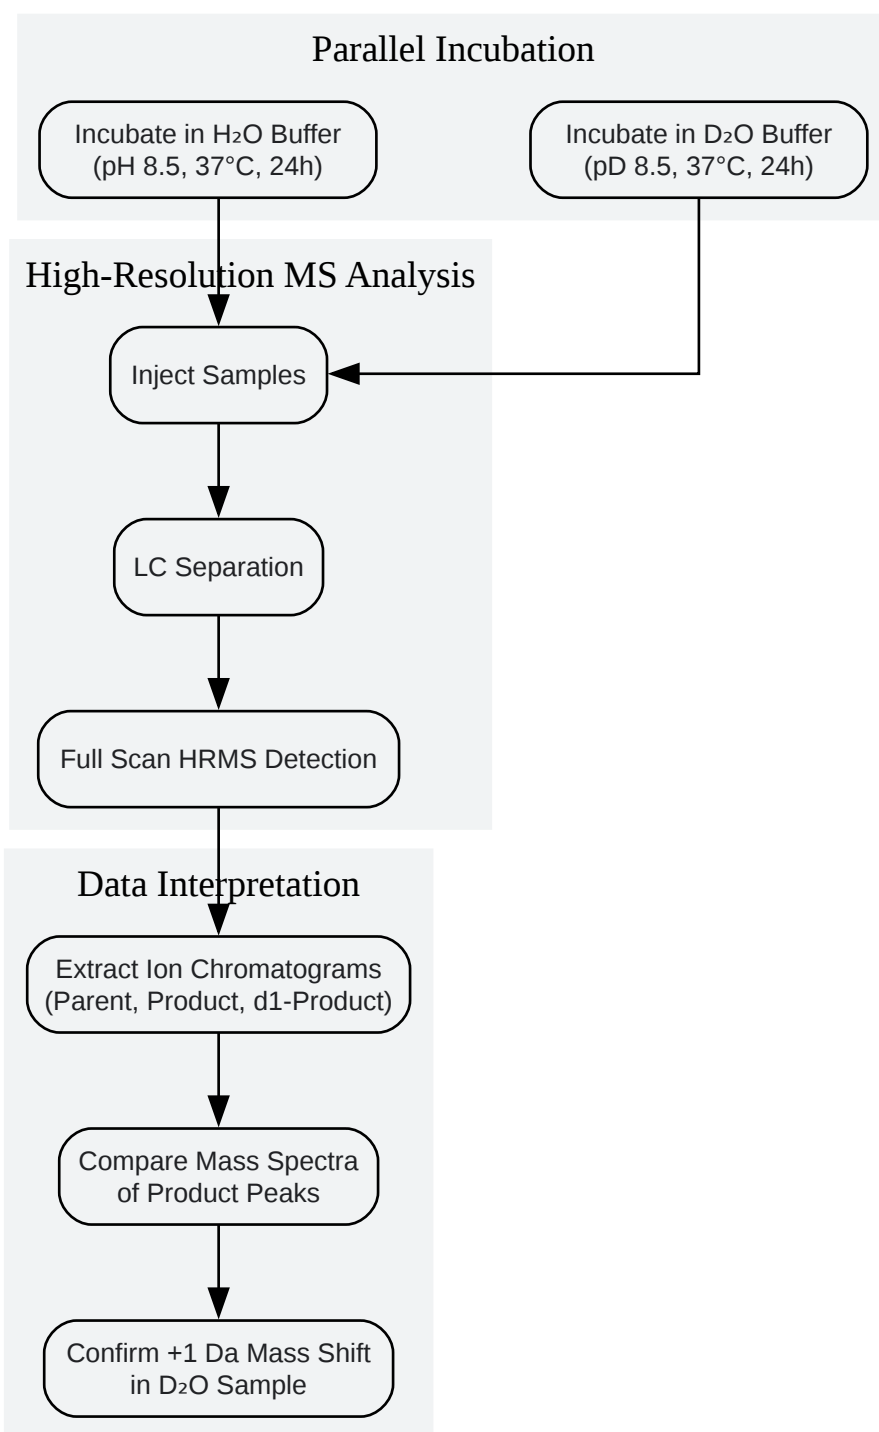 Parallel Incubation
Incubate in H₂O Buffer
(pH 8.5, 37°C, 24h)
Incubate in D₂O Buffer
(pD 8.5, 37°C, 24h)
High-Resolution MS Analysis
Inject Samples
LC Separation
Full Scan HRMS Detection
Data Interpretation
Extract Ion Chromatograms
(Parent, Product, d1-Product)
Compare Mass Spectra
of Product Peaks
Confirm +1 Da Mass Shift
in D₂O Sample